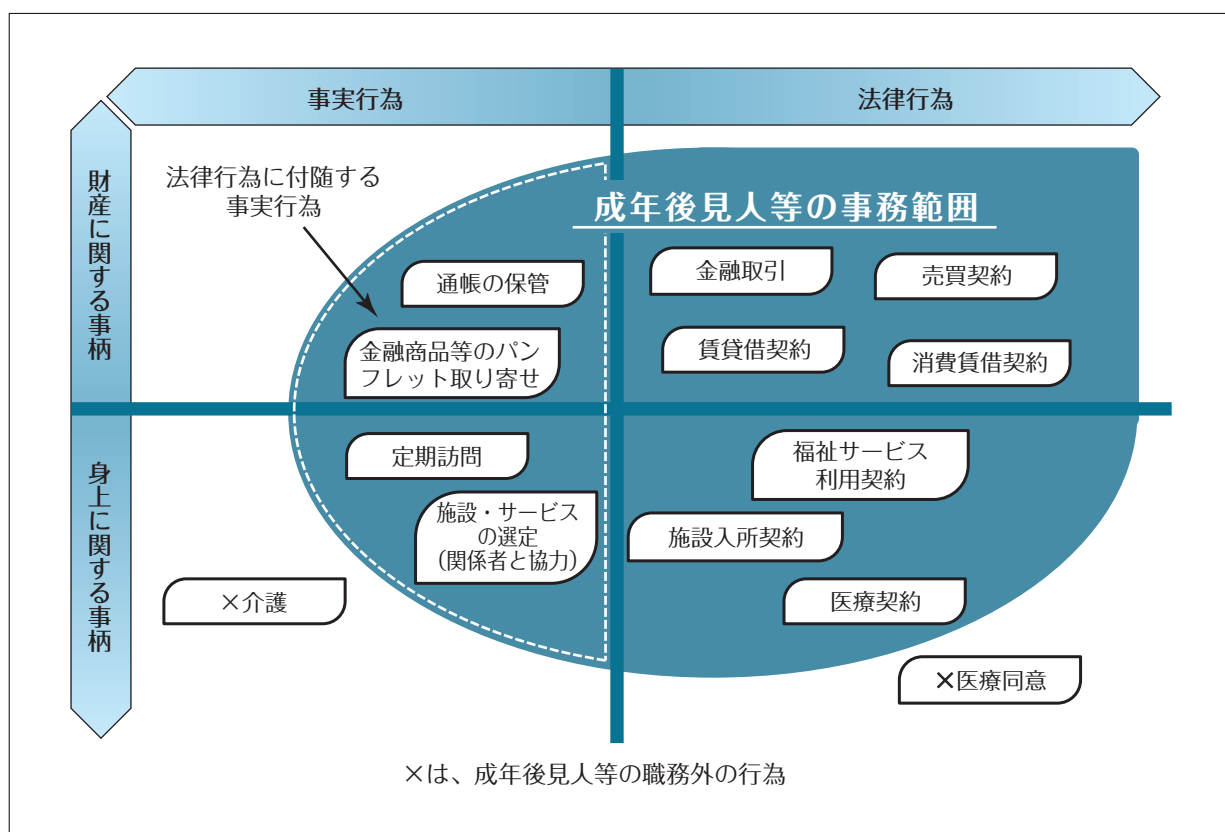 事実行為
法律行為
財産に関する事柄
法律行為に付随する
事実行為
成年後見人等の事務範囲
通帳の保管
金融取引
売買契約
金融商品等のパン
フレット取り寄せ
賃貸借契約
消費賃借契約
身上に関する事柄
定期訪問
福祉サービス
利用契約
施設・サービス
の選定
(関係者と協力)
施設入所契約
×介護
医療契約
×医療同意
×は、成年後見人等の職務外の行為